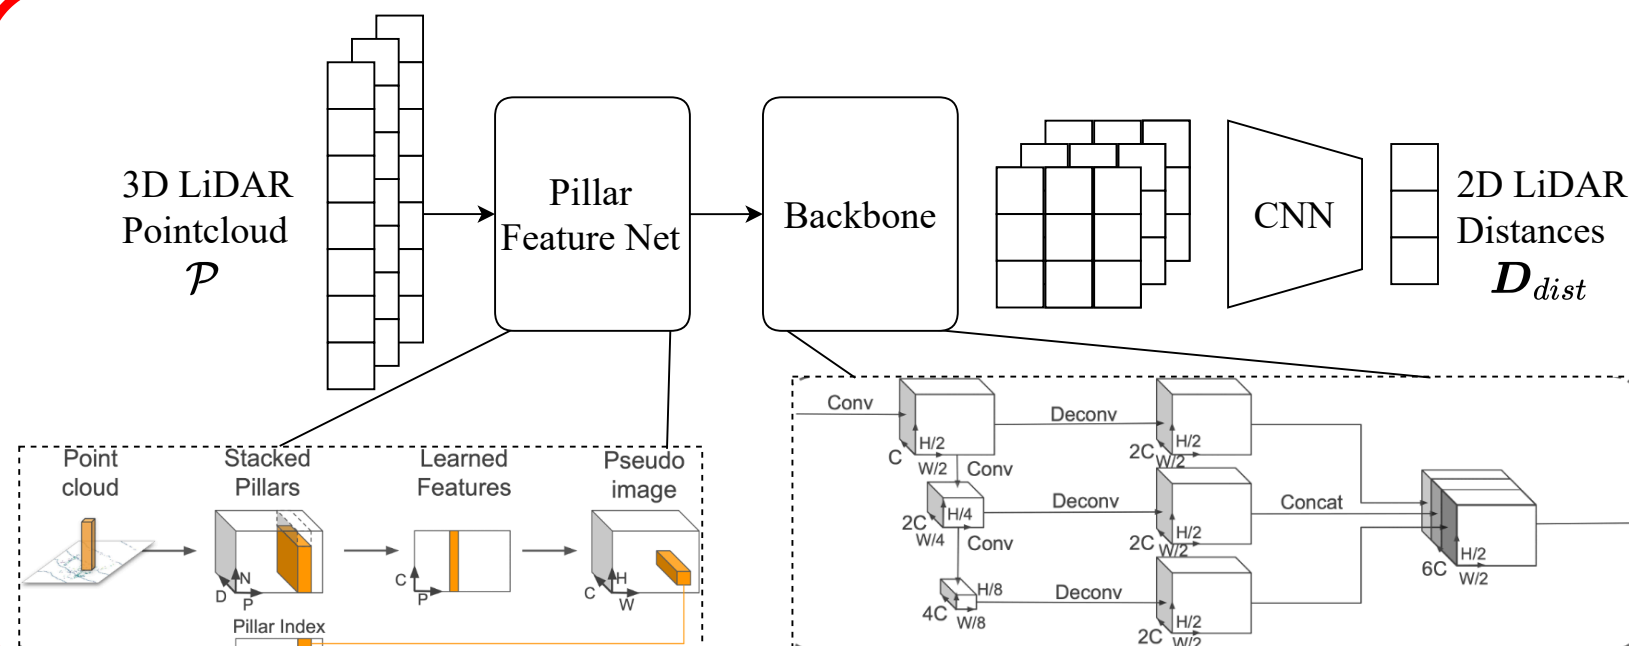 3D LiDAR
Pointcloud
𝒫
Pillar
Feature Net
Backbone
CNN
2D LiDAR
Distances
D_dist
Point
cloud
Stacked
Pillars
Learned
Features
Pseudo
image
N
D
P
C
P
H
C
W
Pillar Index
Conv
H/2
C
W/2
Conv
H/4
2C
W/4
Conv
H/8
4C
W/8
Deconv
H/2
2C
W/2
Deconv
H/2
2C
W/2
Deconv
H/2
2C
W/2
Concat
H/2
6C
W/2